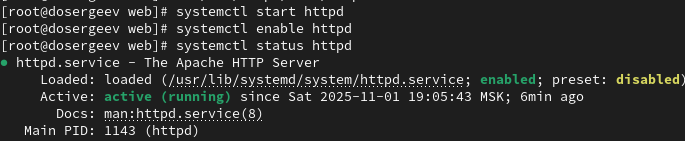 [root@dosergeev web]# systemctl start httpd
[root@dosergeev web]# systemctl enable httpd
[root@dosergeev web]# systemctl status httpd
● httpd.service - The Apache HTTP Server
     Loaded: loaded (/usr/lib/systemd/system/httpd.service; enabled; preset: disabled)
     Active: active (running) since Sat 2025-11-01 19:05:43 MSK; 6min ago
       Docs: man:httpd.service(8)
   Main PID: 1143 (httpd)